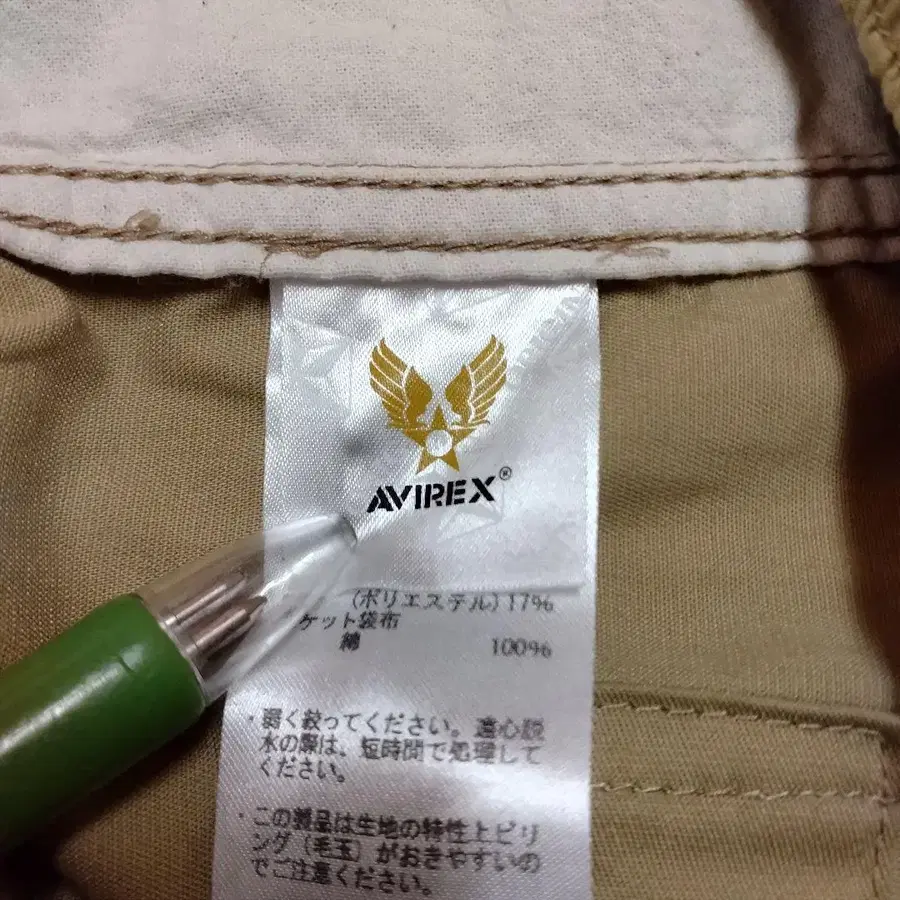 AVIREX®
(ポリエステル) 17%
ケット袋布
綿 100%
・弱く絞ってください。遠心脱
水の際は、短時間で処理して
ください。
・この製品は生地の特性上ピリ
ング(毛玉)がおきやすいの
でご注意ください。